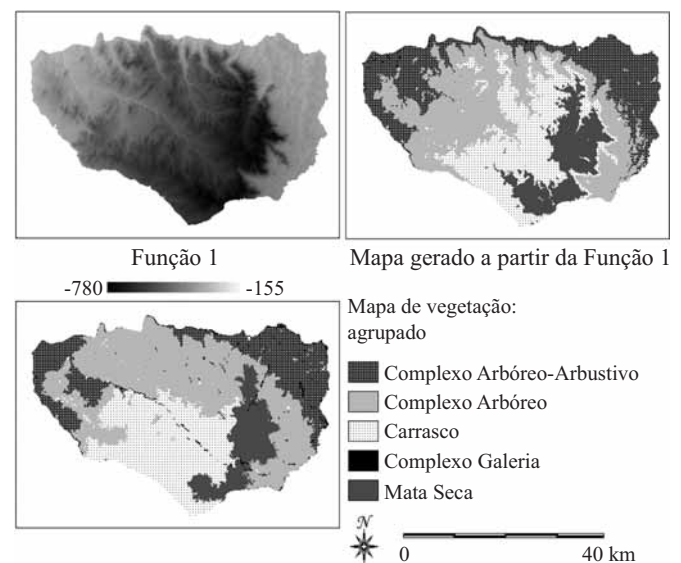 Função 1
Mapa gerado a partir da Função 1
-780
-155
Mapa de vegetação:
agrupado
Complexo Arbóreo-Arbustivo
Complexo Arbóreo
Carrasco
Complexo Galeria
Mata Seca
N
0
40 km